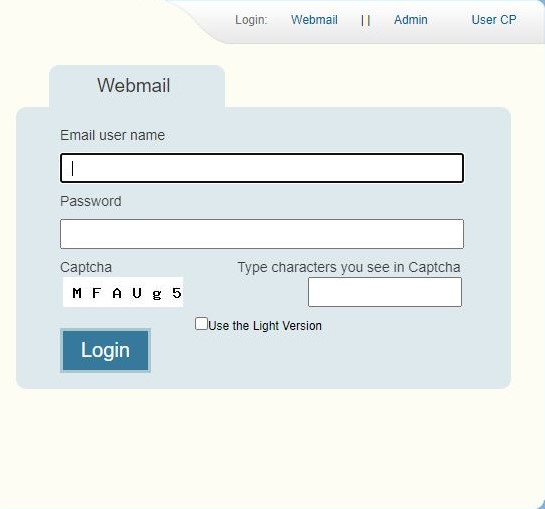 Login: Webmail || Admin User CP
Webmail
Email user name
Password
Captcha Type characters you see in Captcha
M F A U g 5
Use the Light Version
Login